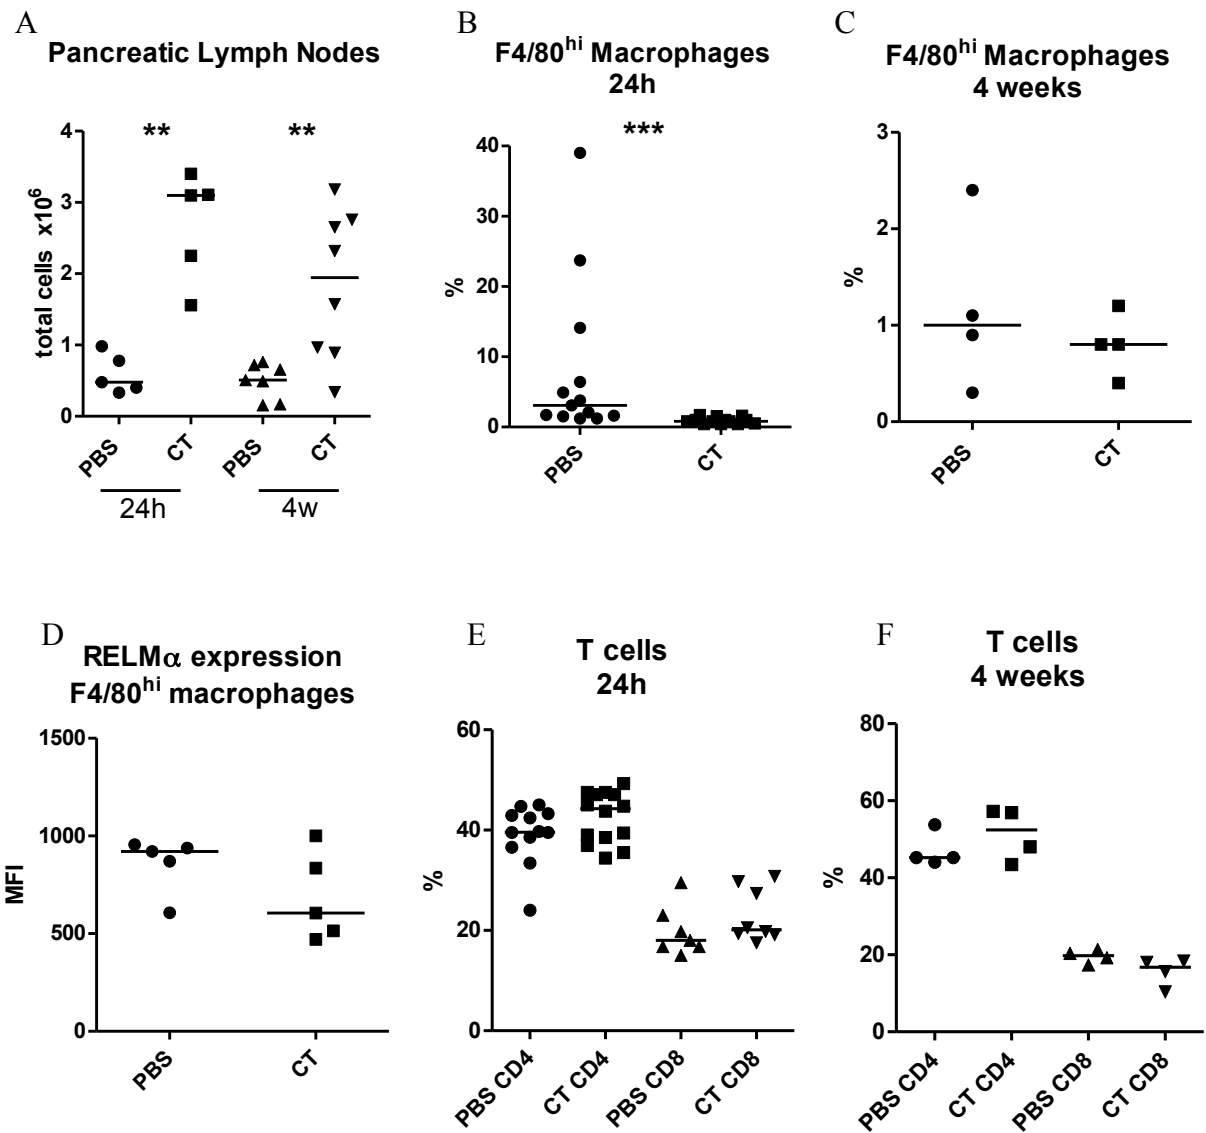 A
Pancreatic Lymph Nodes
** **
total cells x10⁶
4
3
2
1
0
PBS CT PBS CT
24h 4w
B
F4/80ʰⁱ Macrophages
24h
***
%
40
30
20
10
0
PBS CT
C
F4/80ʰⁱ Macrophages
4 weeks
%
3
2
1
0
PBS CT
D
RELMα expression
F4/80ʰⁱ macrophages
MFI
1500
1000
500
0
PBS CT
E
T cells
24h
%
60
40
20
0
PBS CD4 CT CD4 PBS CD8 CT CD8
F
T cells
4 weeks
%
80
60
40
20
0
PBS CD4 CT CD4 PBS CD8 CT CD8